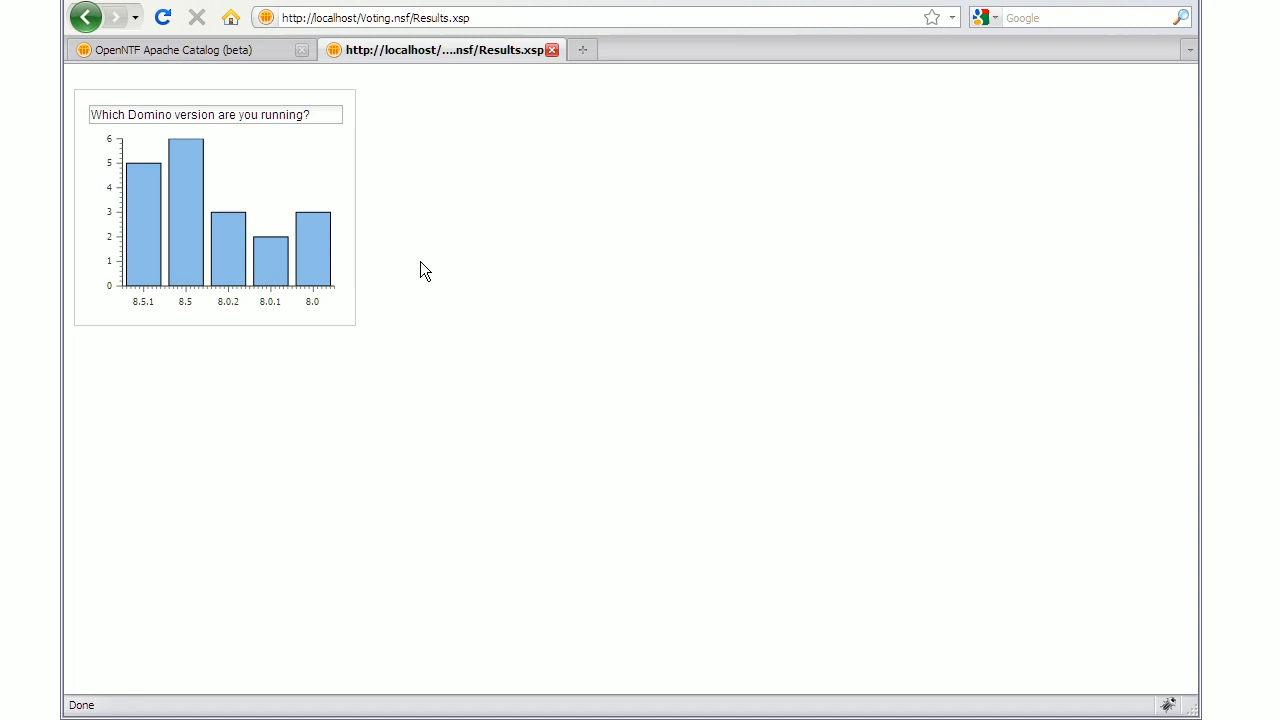 http://localhost/Voting.nsf/Results.xsp
Google
OpenNTF Apache Catalog (beta)
http://localhost/....nsf/Results.xsp
Which Domino version are you running?
6
5
4
3
2
1
0
8.5.1 8.5 8.0.2 8.0.1 8.0
Done